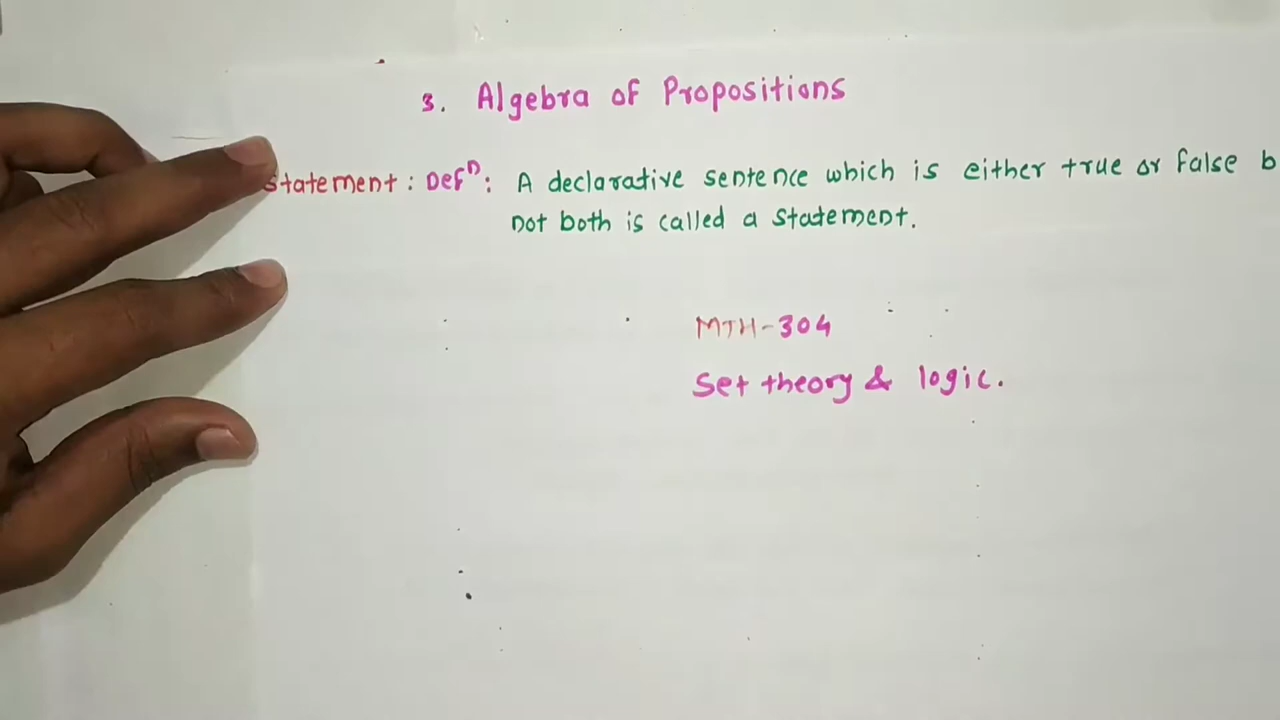 3. Algebra of Propositions
Statement : Defⁿ: A declarative sentence which is either true or false b
not both is called a statement.
MTH-304
Set theory & logic.